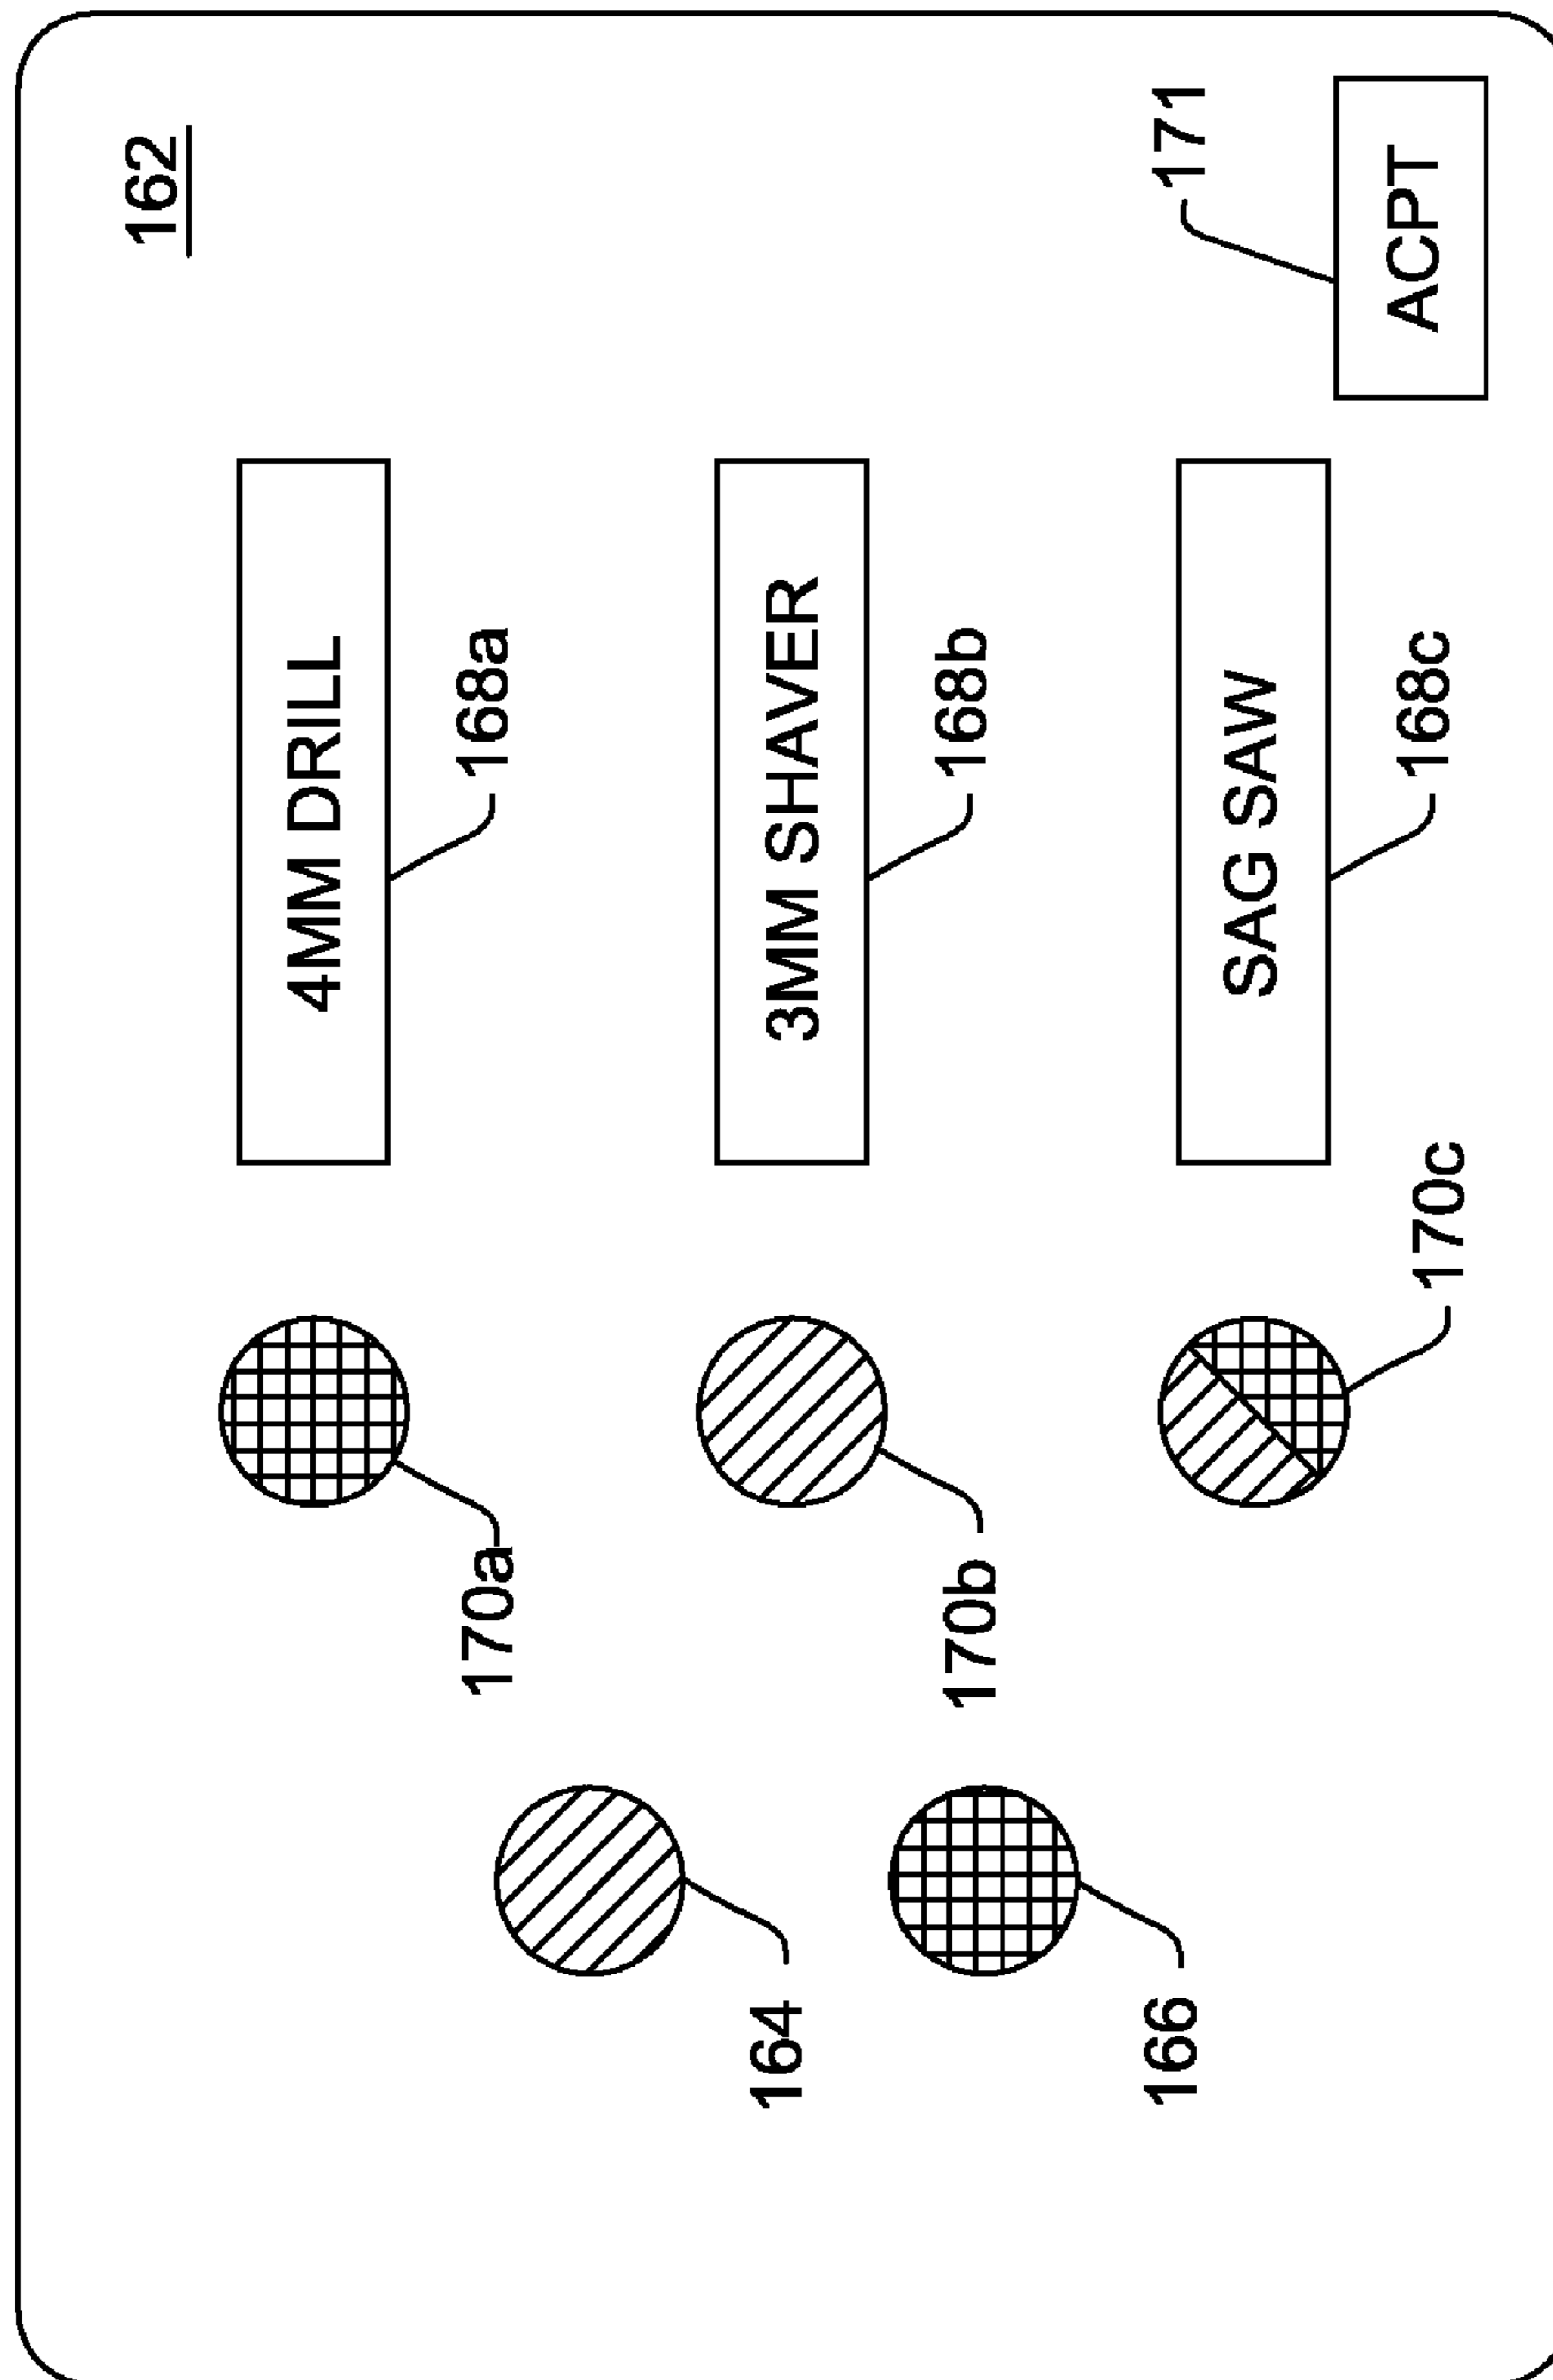 162
4MM DRILL
170a
168a
164
3MM SHAVER
170b
168b
166
171
SAG SAW
170c
168c
ACPT